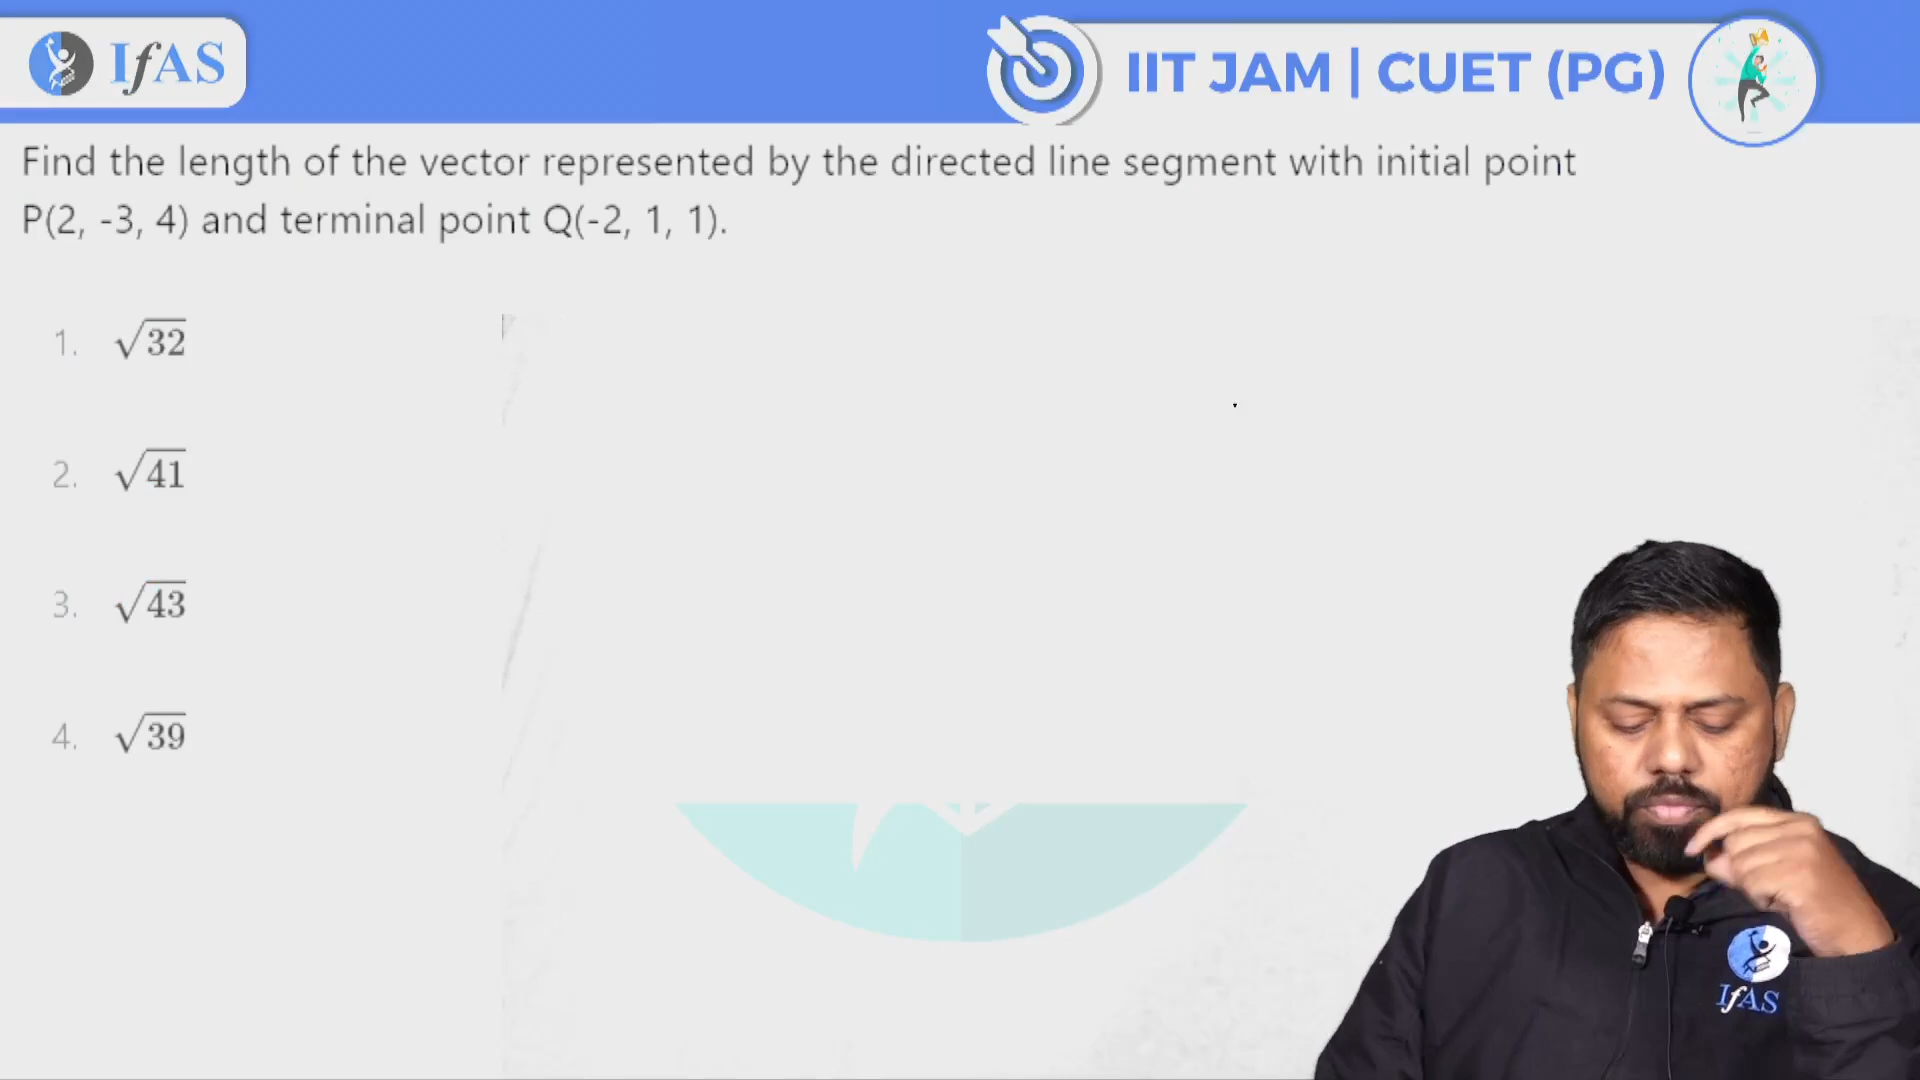 IfAS
IIT JAM | CUET (PG)
Find the length of the vector represented by the directed line segment with initial point
P(2, -3, 4) and terminal point Q(-2, 1, 1).
1. √32
2. √41
3. √43
4. √39
IfAS